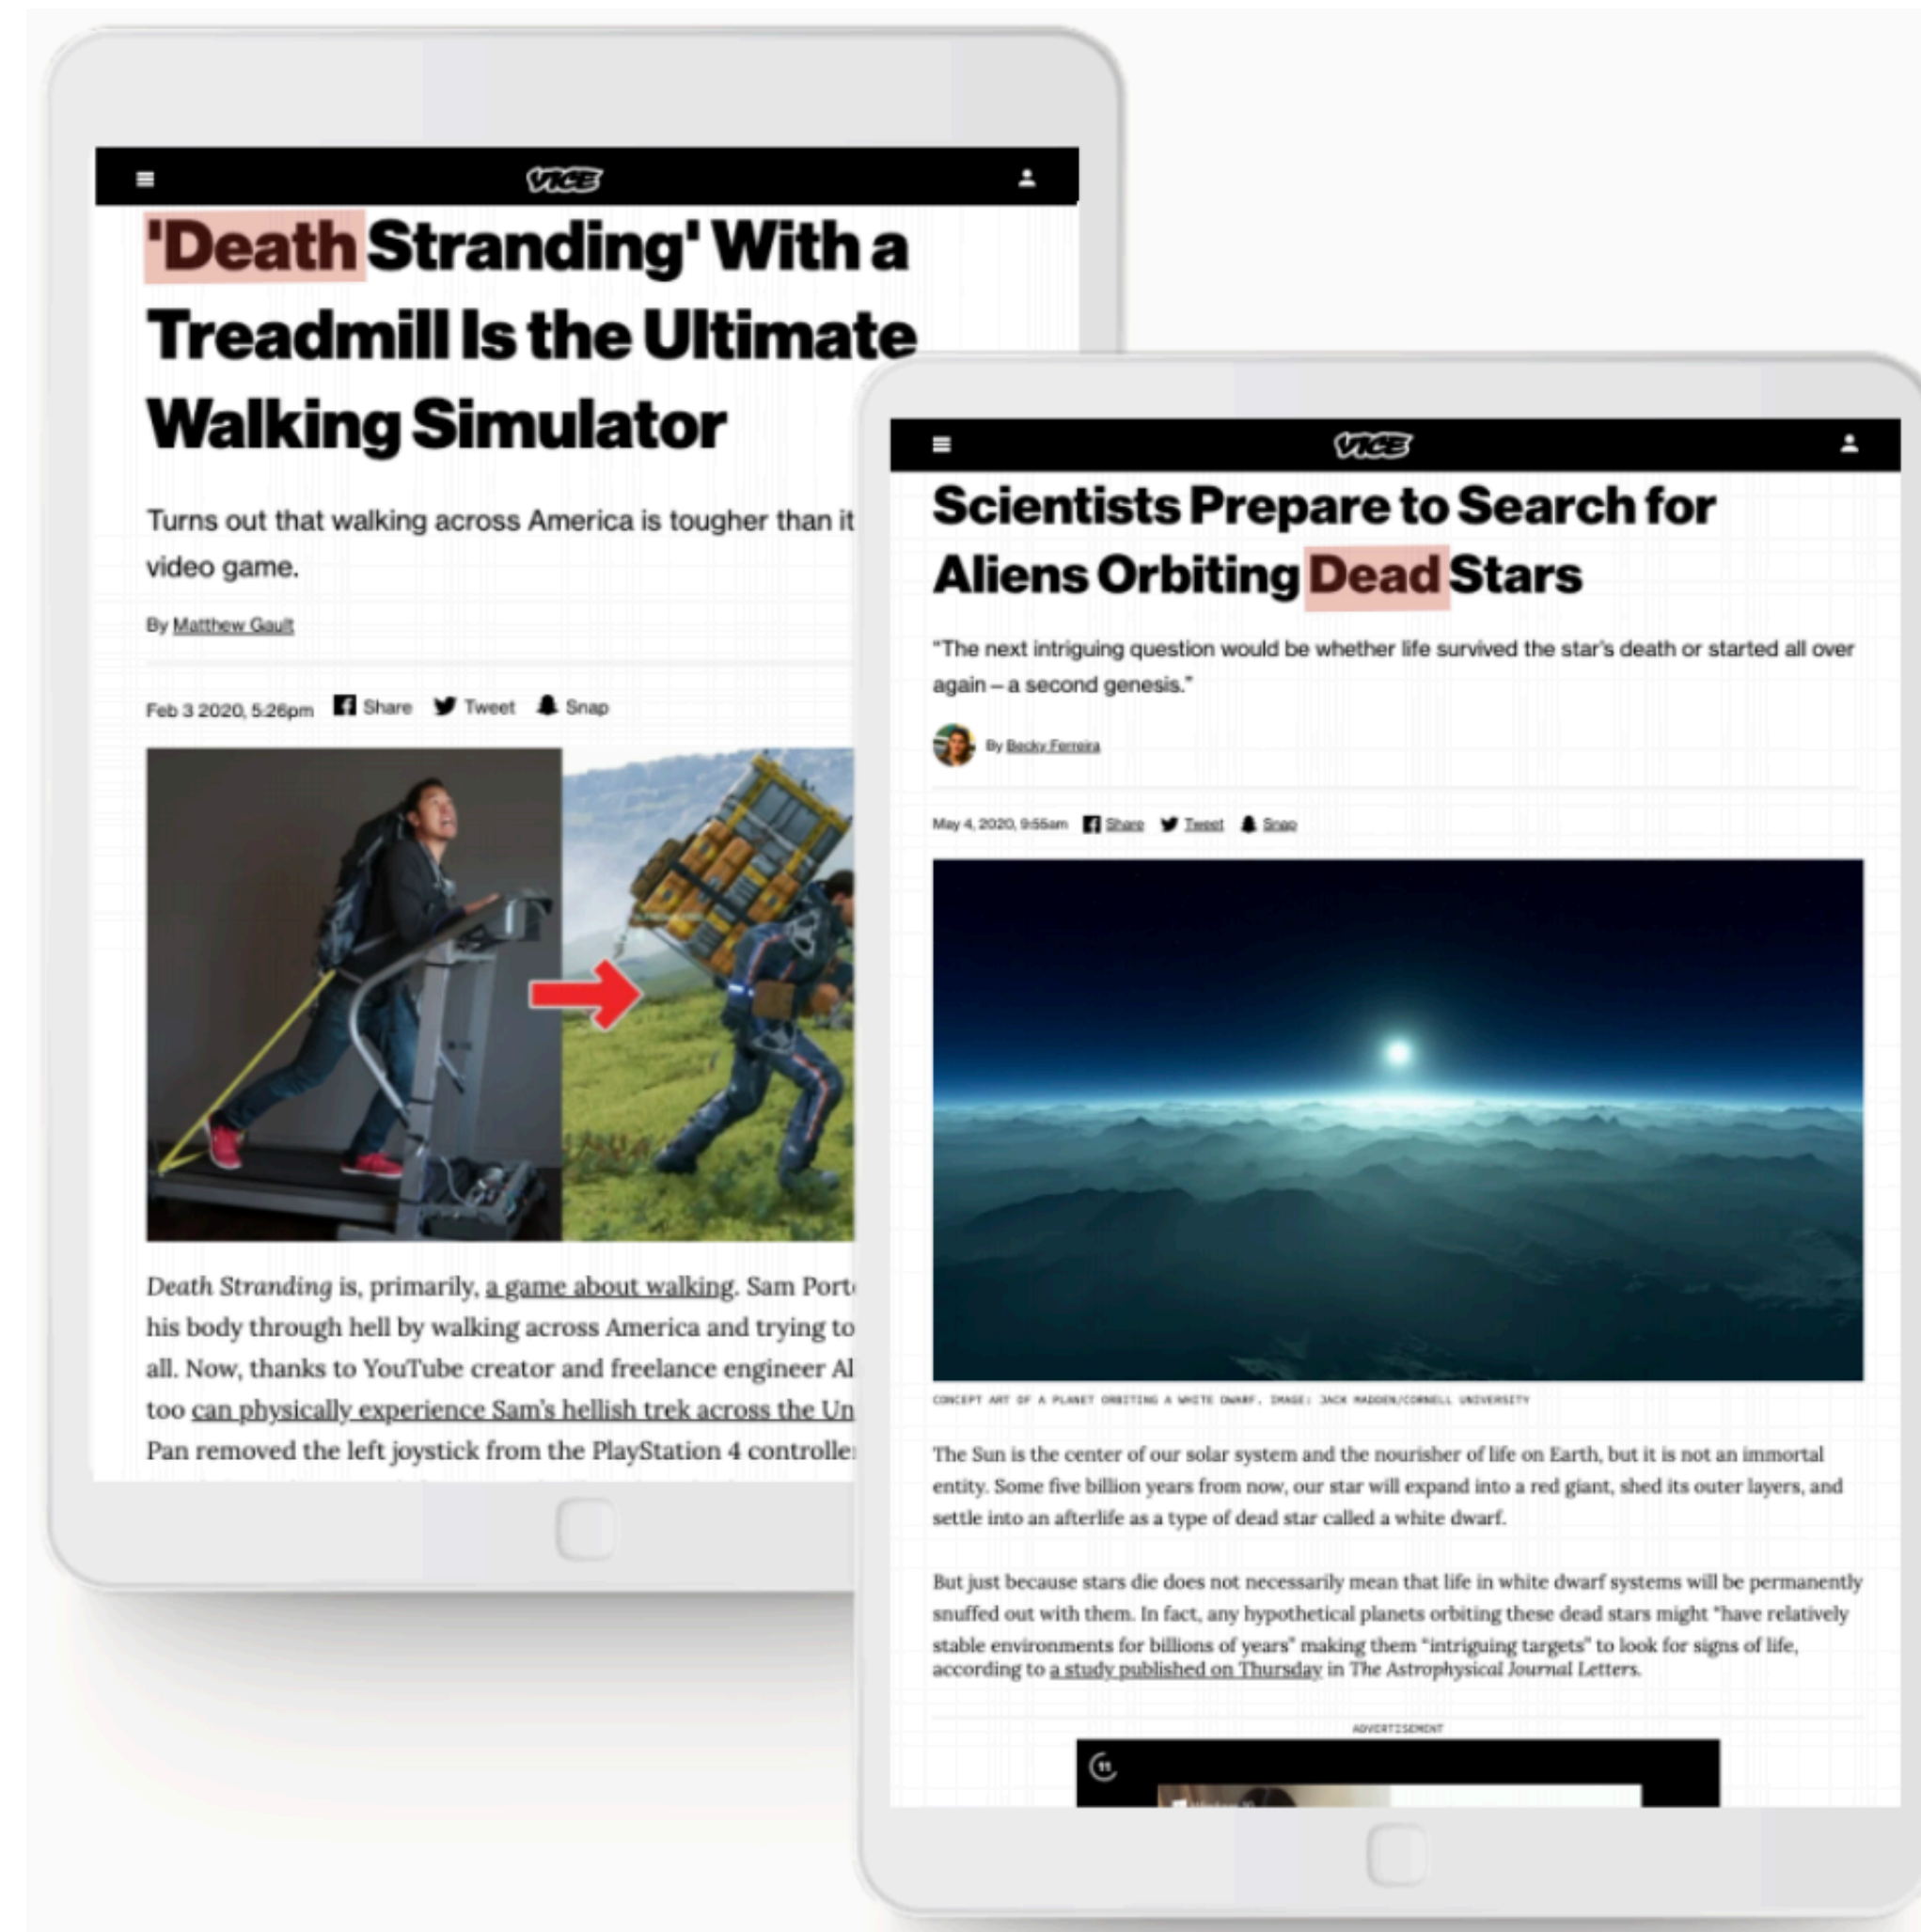 VICE
'Death Stranding' With a
Treadmill Is the Ultimate
Walking Simulator
Turns out that walking across America is tougher than it
video game.
By Matthew Gault
Feb 3 2020, 5:26pm Share Tweet Snap
Death Stranding is, primarily, a game about walking. Sam Porte
his body through hell by walking across America and trying to
all. Now, thanks to YouTube creator and freelance engineer Al
too can physically experience Sam's hellish trek across the Un
Pan removed the left joystick from the PlayStation 4 controller
VICE
Scientists Prepare to Search for
Aliens Orbiting Dead Stars
"The next intriguing question would be whether life survived the star's death or started all over
again – a second genesis."
By Becky Ferreira
May 4, 2020, 9:55am Share Tweet Snap
CONCEPT ART OF A PLANET ORBITING A WHITE DWARF. IMAGE: JACK MADDEN/CORNELL UNIVERSITY
The Sun is the center of our solar system and the nourisher of life on Earth, but it is not an immortal
entity. Some five billion years from now, our star will expand into a red giant, shed its outer layers, and
settle into an afterlife as a type of dead star called a white dwarf.
But just because stars die does not necessarily mean that life in white dwarf systems will be permanently
snuffed out with them. In fact, any hypothetical planets orbiting these dead stars might "have relatively
stable environments for billions of years" making them "intriguing targets" to look for signs of life,
according to a study published on Thursday in The Astrophysical Journal Letters.
ADVERTISEMENT
11